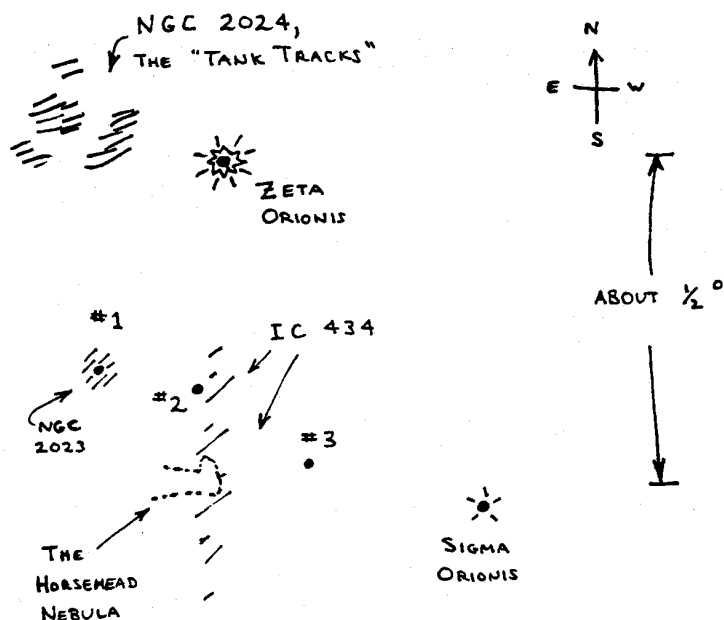 NGC 2024,
THE "TANK TRACKS"
N
E W
S
ZETA
ORIONIS
ABOUT 1/2 °
#1
IC 434
#2
NGC
2023
#3
THE
HORSEHEAD
NEBULA
SIGMA
ORIONIS